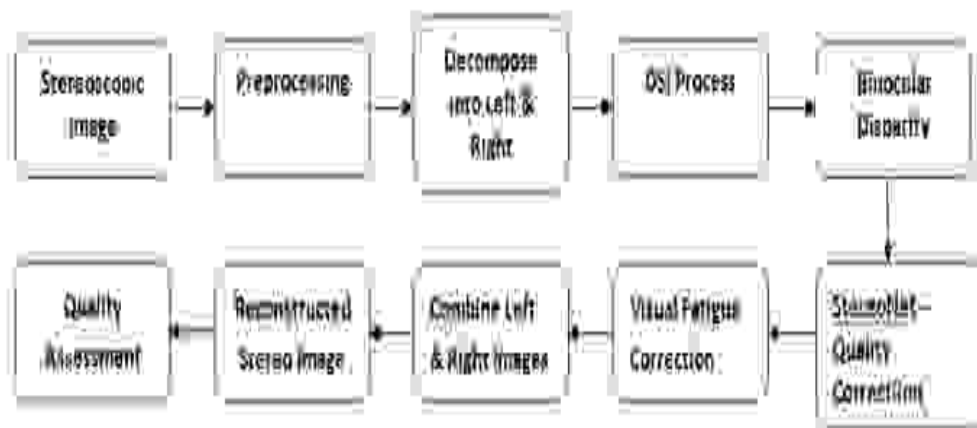 Stereoscopic
Image
Preprocessing
Decompose
into Left &
Right
Process
Binocular
Disparity
Quality
Visual Fatigue
Correction
Combine Left
& Right Images
Reconstructed
Stereo Image
Quality
Assessment